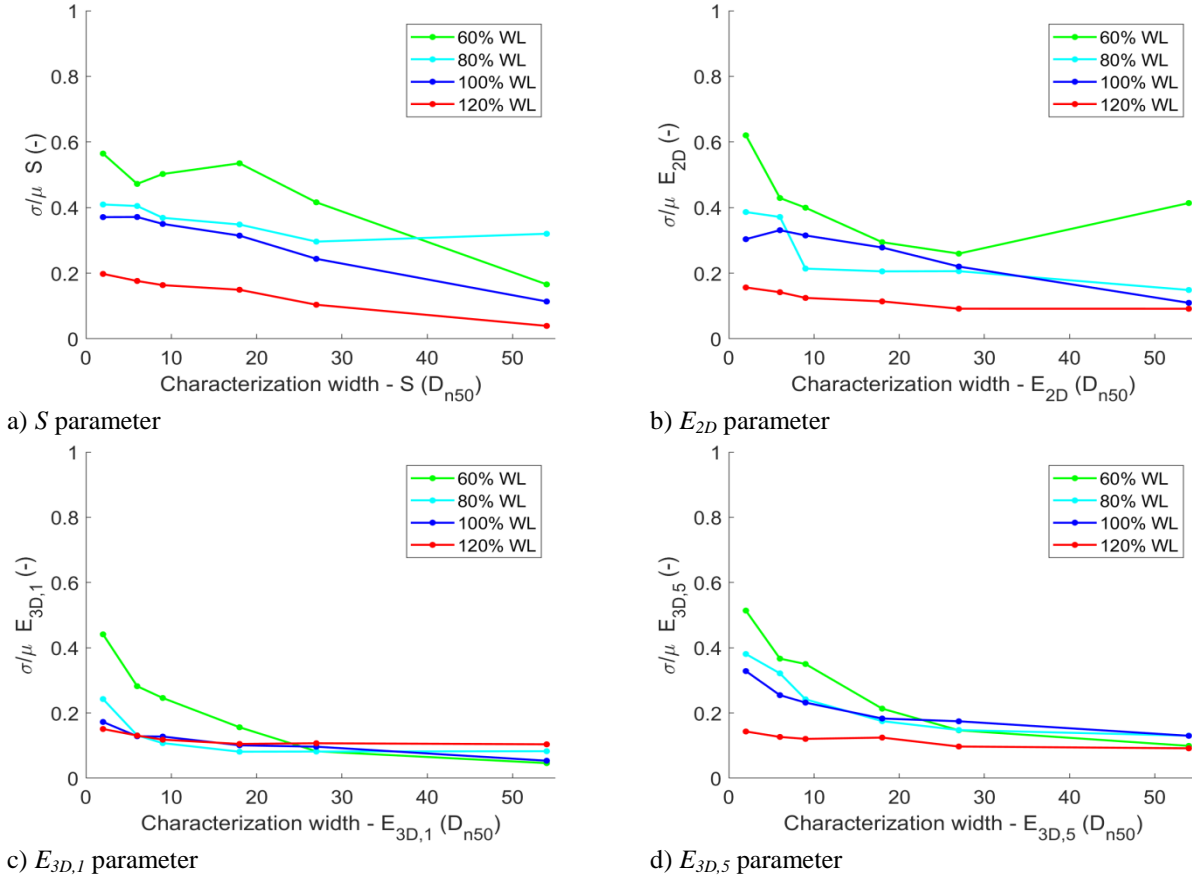 1
0.8
0.6
0.4
0.2
0
σ/μ S (-)
60% WL
80% WL
100% WL
120% WL
0 10 20 30 40 50
Characterization width - S (Dn50)
a) S parameter
1
0.8
0.6
0.4
0.2
0
σ/μ E2D (-)
60% WL
80% WL
100% WL
120% WL
0 10 20 30 40 50
Characterization width - E2D (Dn50)
b) E2D parameter
1
0.8
0.6
0.4
0.2
0
σ/μ E3D,1 (-)
60% WL
80% WL
100% WL
120% WL
0 10 20 30 40 50
Characterization width - E3D,1 (Dn50)
c) E3D,1 parameter
1
0.8
0.6
0.4
0.2
0
σ/μ E3D,5 (-)
60% WL
80% WL
100% WL
120% WL
0 10 20 30 40 50
Characterization width - E3D,5 (Dn50)
d) E3D,5 parameter